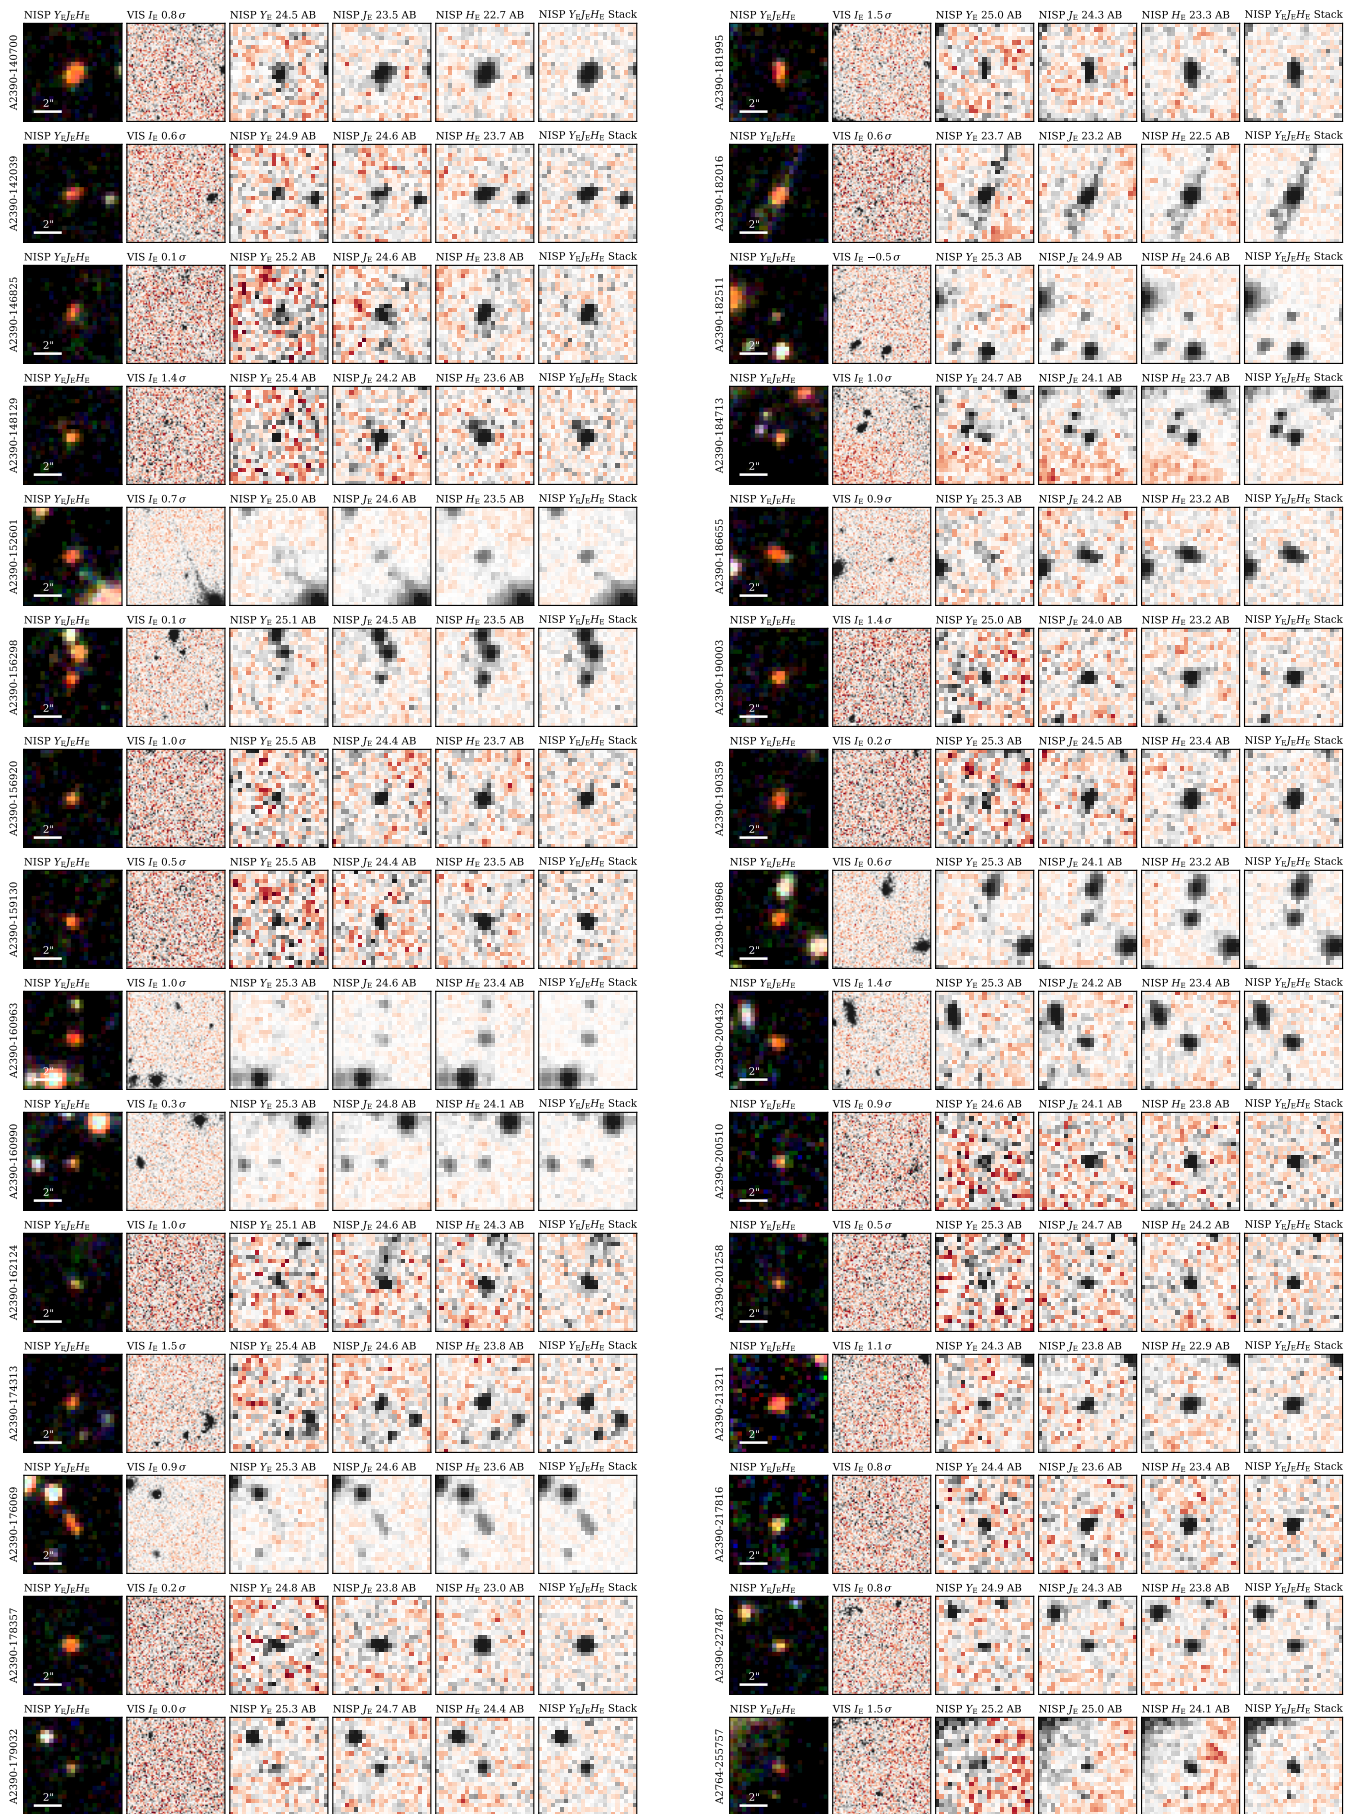 NISP YEJEHE VIS IE 0.8 σ NISP YE 24.5 AB NISP JE 23.5 AB NISP HE 22.7 AB NISP YEJEHE Stack
A2390-140700
2"
NISP YEJEHE VIS IE 0.6 σ NISP YE 24.9 AB NISP JE 24.6 AB NISP HE 23.7 AB NISP YEJEHE Stack
A2390-142039
2"
NISP YEJEHE VIS IE 0.1 σ NISP YE 25.2 AB NISP JE 24.6 AB NISP HE 23.8 AB NISP YEJEHE Stack
A2390-146825
2"
NISP YEJEHE VIS IE 1.4 σ NISP YE 25.4 AB NISP JE 24.2 AB NISP HE 23.6 AB NISP YEJEHE Stack
A2390-148129
2"
NISP YEJEHE VIS IE 0.7 σ NISP YE 25.0 AB NISP JE 24.6 AB NISP HE 23.5 AB NISP YEJEHE Stack
A2390-152601
2"
NISP YEJEHE VIS IE 0.1 σ NISP YE 25.1 AB NISP JE 24.5 AB NISP HE 23.5 AB NISP YEJEHE Stack
A2390-156298
2"
NISP YEJEHE VIS IE 1.0 σ NISP YE 25.5 AB NISP JE 24.4 AB NISP HE 23.7 AB NISP YEJEHE Stack
A2390-156920
2"
NISP YEJEHE VIS IE 0.5 σ NISP YE 25.5 AB NISP JE 24.4 AB NISP HE 23.5 AB NISP YEJEHE Stack
A2390-159130
2"
NISP YEJEHE VIS IE 1.0 σ NISP YE 25.3 AB NISP JE 24.6 AB NISP HE 23.4 AB NISP YEJEHE Stack
A2390-160963
2"
NISP YEJEHE VIS IE 0.3 σ NISP YE 25.3 AB NISP JE 24.8 AB NISP HE 24.1 AB NISP YEJEHE Stack
A2390-160990
2"
NISP YEJEHE VIS IE 1.0 σ NISP YE 25.1 AB NISP JE 24.6 AB NISP HE 24.3 AB NISP YEJEHE Stack
A2390-162124
2"
NISP YEJEHE VIS IE 1.5 σ NISP YE 25.4 AB NISP JE 24.6 AB NISP HE 23.8 AB NISP YEJEHE Stack
A2390-174313
2"
NISP YEJEHE VIS IE 0.9 σ NISP YE 25.3 AB NISP JE 24.6 AB NISP HE 23.6 AB NISP YEJEHE Stack
A2390-176069
2"
NISP YEJEHE VIS IE 0.2 σ NISP YE 24.8 AB NISP JE 23.8 AB NISP HE 23.0 AB NISP YEJEHE Stack
A2390-178357
2"
NISP YEJEHE VIS IE 0.0 σ NISP YE 25.3 AB NISP JE 24.7 AB NISP HE 24.4 AB NISP YEJEHE Stack
A2390-179032
2"
NISP YEJEHE VIS IE 1.5 σ NISP YE 25.0 AB NISP JE 24.3 AB NISP HE 23.3 AB NISP YEJEHE Stack
A2390-181995
2"
NISP YEJEHE VIS IE 0.6 σ NISP YE 23.7 AB NISP JE 23.2 AB NISP HE 22.5 AB NISP YEJEHE Stack
A2390-182016
2"
NISP YEJEHE VIS IE −0.5 σ NISP YE 25.3 AB NISP JE 24.9 AB NISP HE 24.6 AB NISP YEJEHE Stack
A2390-182511
2"
NISP YEJEHE VIS IE 1.0 σ NISP YE 24.7 AB NISP JE 24.1 AB NISP HE 23.7 AB NISP YEJEHE Stack
A2390-184713
2"
NISP YEJEHE VIS IE 0.9 σ NISP YE 25.3 AB NISP JE 24.2 AB NISP HE 23.2 AB NISP YEJEHE Stack
A2390-186655
2"
NISP YEJEHE VIS IE 1.4 σ NISP YE 25.0 AB NISP JE 24.0 AB NISP HE 23.2 AB NISP YEJEHE Stack
A2390-190003
2"
NISP YEJEHE VIS IE 0.2 σ NISP YE 25.3 AB NISP JE 24.5 AB NISP HE 23.4 AB NISP YEJEHE Stack
A2390-190359
2"
NISP YEJEHE VIS IE 0.6 σ NISP YE 25.3 AB NISP JE 24.1 AB NISP HE 23.2 AB NISP YEJEHE Stack
A2390-198968
2"
NISP YEJEHE VIS IE 1.4 σ NISP YE 25.3 AB NISP JE 24.2 AB NISP HE 23.4 AB NISP YEJEHE Stack
A2390-200432
2"
NISP YEJEHE VIS IE 0.9 σ NISP YE 24.6 AB NISP JE 24.1 AB NISP HE 23.8 AB NISP YEJEHE Stack
A2390-200510
2"
NISP YEJEHE VIS IE 0.5 σ NISP YE 25.3 AB NISP JE 24.7 AB NISP HE 24.2 AB NISP YEJEHE Stack
A2390-201258
2"
NISP YEJEHE VIS IE 1.1 σ NISP YE 24.3 AB NISP JE 23.8 AB NISP HE 22.9 AB NISP YEJEHE Stack
A2390-213211
2"
NISP YEJEHE VIS IE 0.8 σ NISP YE 24.4 AB NISP JE 23.6 AB NISP HE 23.4 AB NISP YEJEHE Stack
A2390-217816
2"
NISP YEJEHE VIS IE 0.8 σ NISP YE 24.9 AB NISP JE 24.3 AB NISP HE 23.8 AB NISP YEJEHE Stack
A2390-227487
2"
NISP YEJEHE VIS IE 1.5 σ NISP YE 25.2 AB NISP JE 25.0 AB NISP HE 24.1 AB NISP YEJEHE Stack
A2764-255757
2"